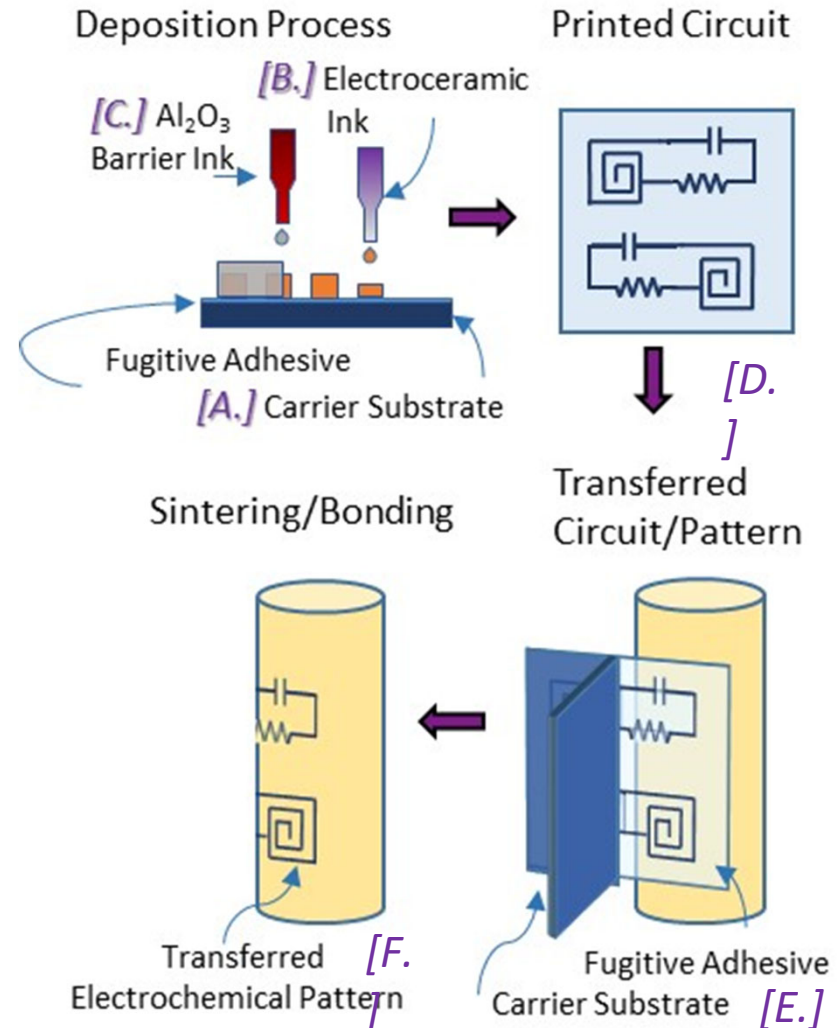 Deposition Process
Printed Circuit
[B.] Electroceramic
Ink
[C.] Al₂O₃
Barrier Ink
Fugitive Adhesive
[A.] Carrier Substrate
[D.
]
Transferred
Circuit/Pattern
Sintering/Bonding
Transferred
Electrochemical Pattern
[F.
]
Fugitive Adhesive
Carrier Substrate
[E.]